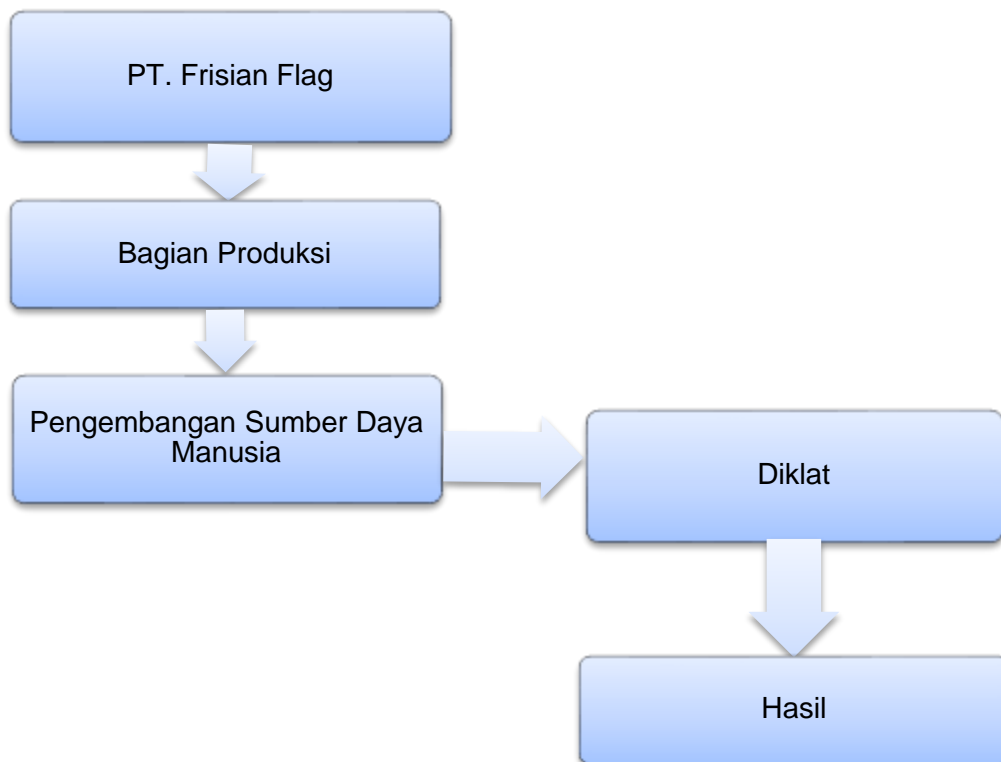 PT. Frisian Flag
Bagian Produksi
Pengembangan Sumber Daya
Manusia
Diklat
Hasil